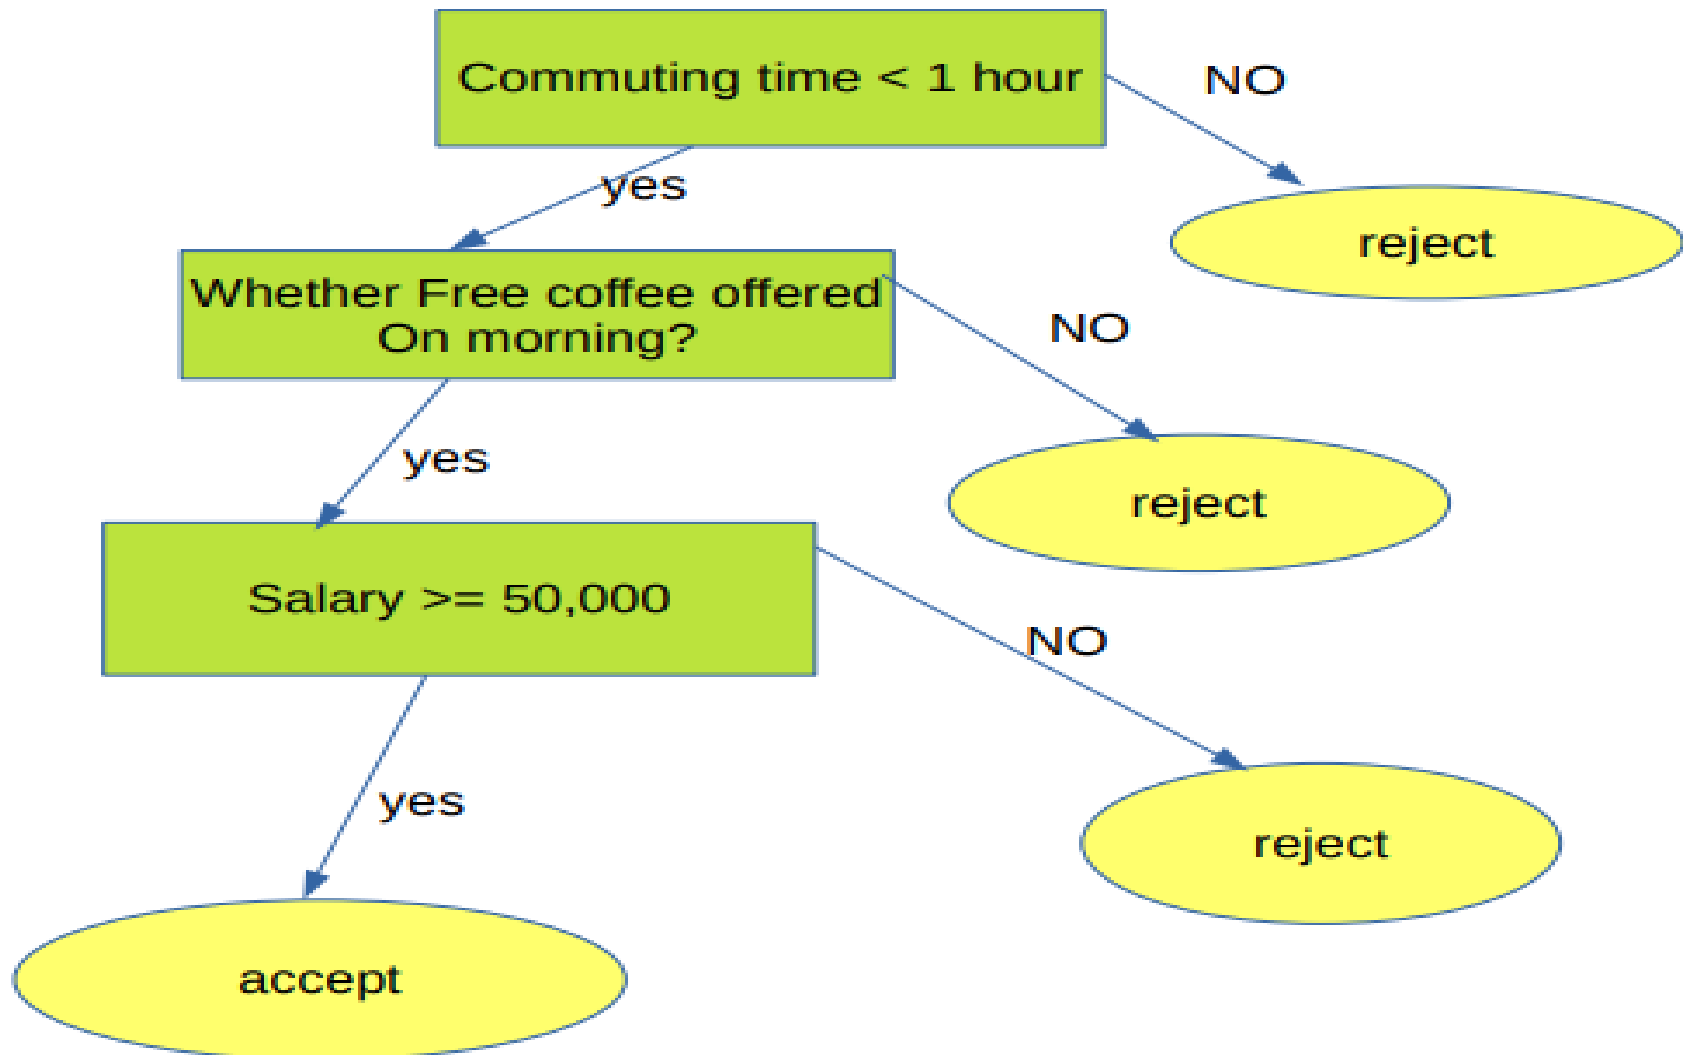 Commuting time < 1 hour
NO
yes
reject
Whether Free coffee offered
On morning?
NO
yes
reject
Salary >= 50,000
NO
yes
reject
accept